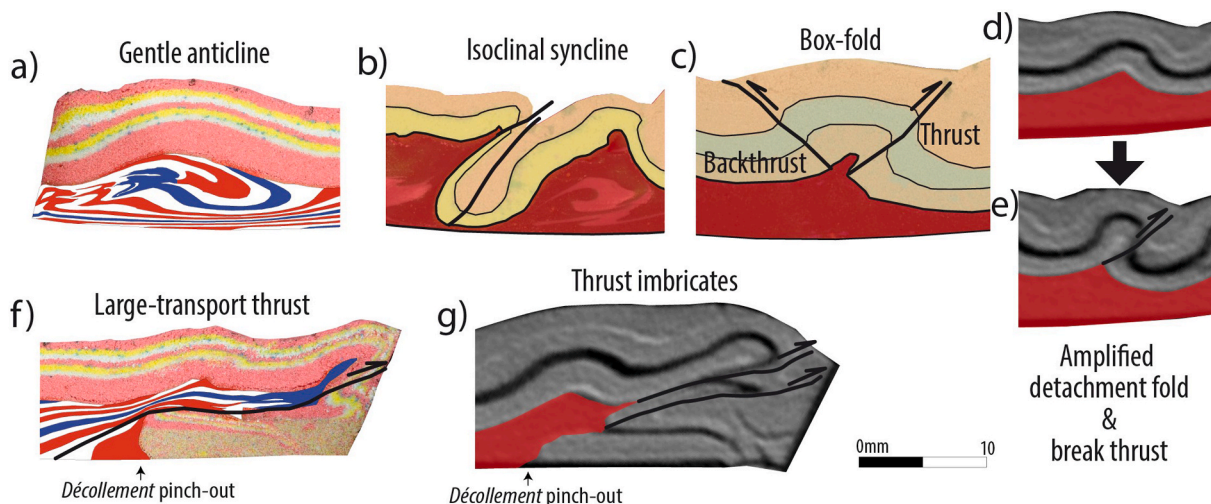 a)
Gentle anticline
b)
Isoclinal syncline
c)
Box-fold
Backthrust
Thrust
d)
e)
Amplified
detachment fold
&
break thrust
f)
Large-transport thrust
Décollement pinch-out
g)
Thrust imbricates
Décollement pinch-out
0mm 10